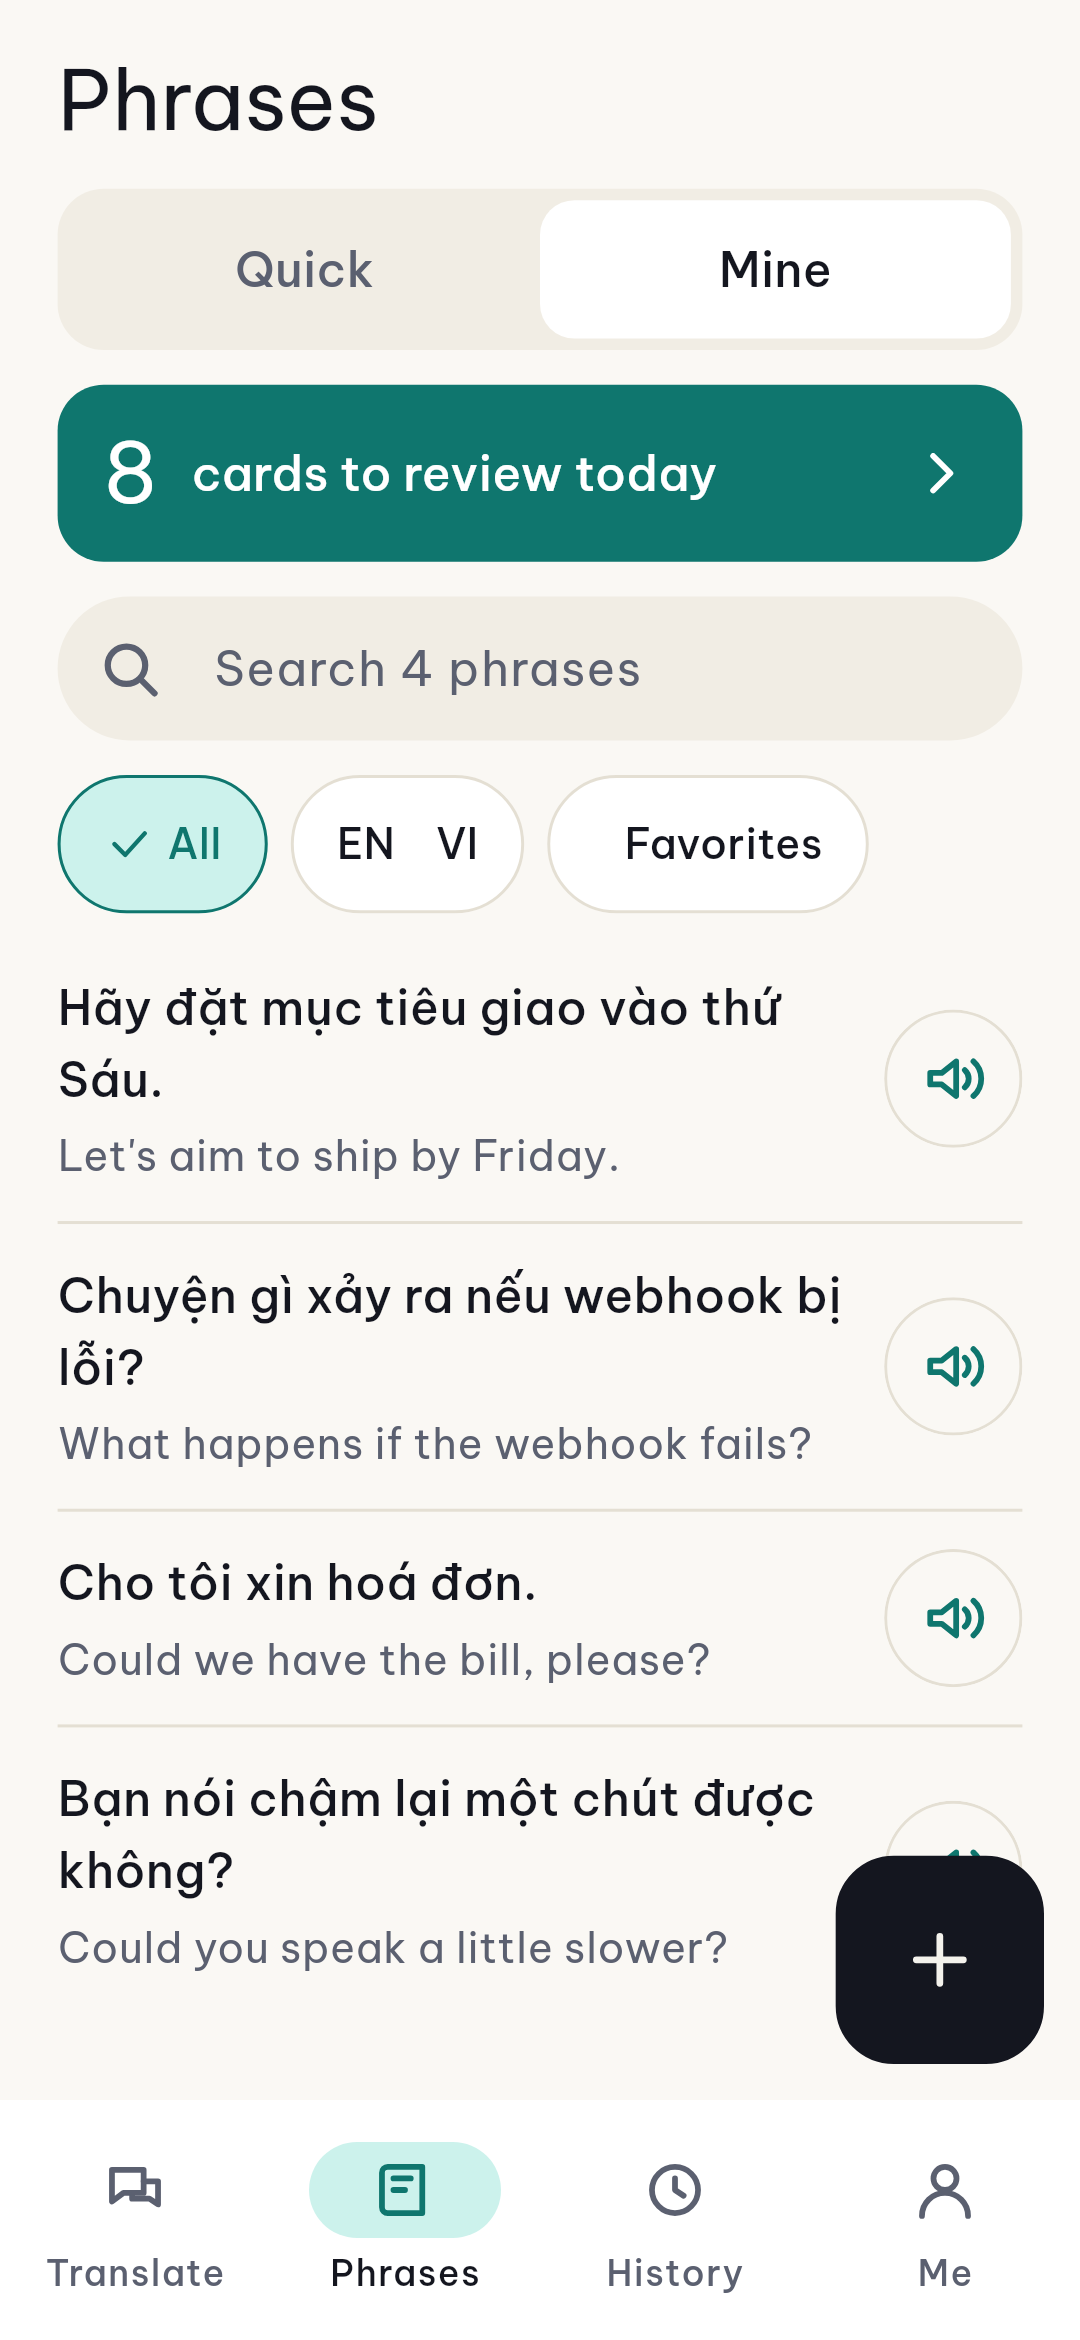 Phrases
Quick
Mine
8 cards to review today
Search 4 phrases
All
EN VI
Favorites
Hãy đặt mục tiêu giao vào thứ
Sáu.
Let's aim to ship by Friday.
Chuyện gì xảy ra nếu webhook bị
lỗi?
What happens if the webhook fails?
Cho tôi xin hoá đơn.
Could we have the bill, please?
Bạn nói chậm lại một chút được
không?
Could you speak a little slower?
Translate
Phrases
History
Me